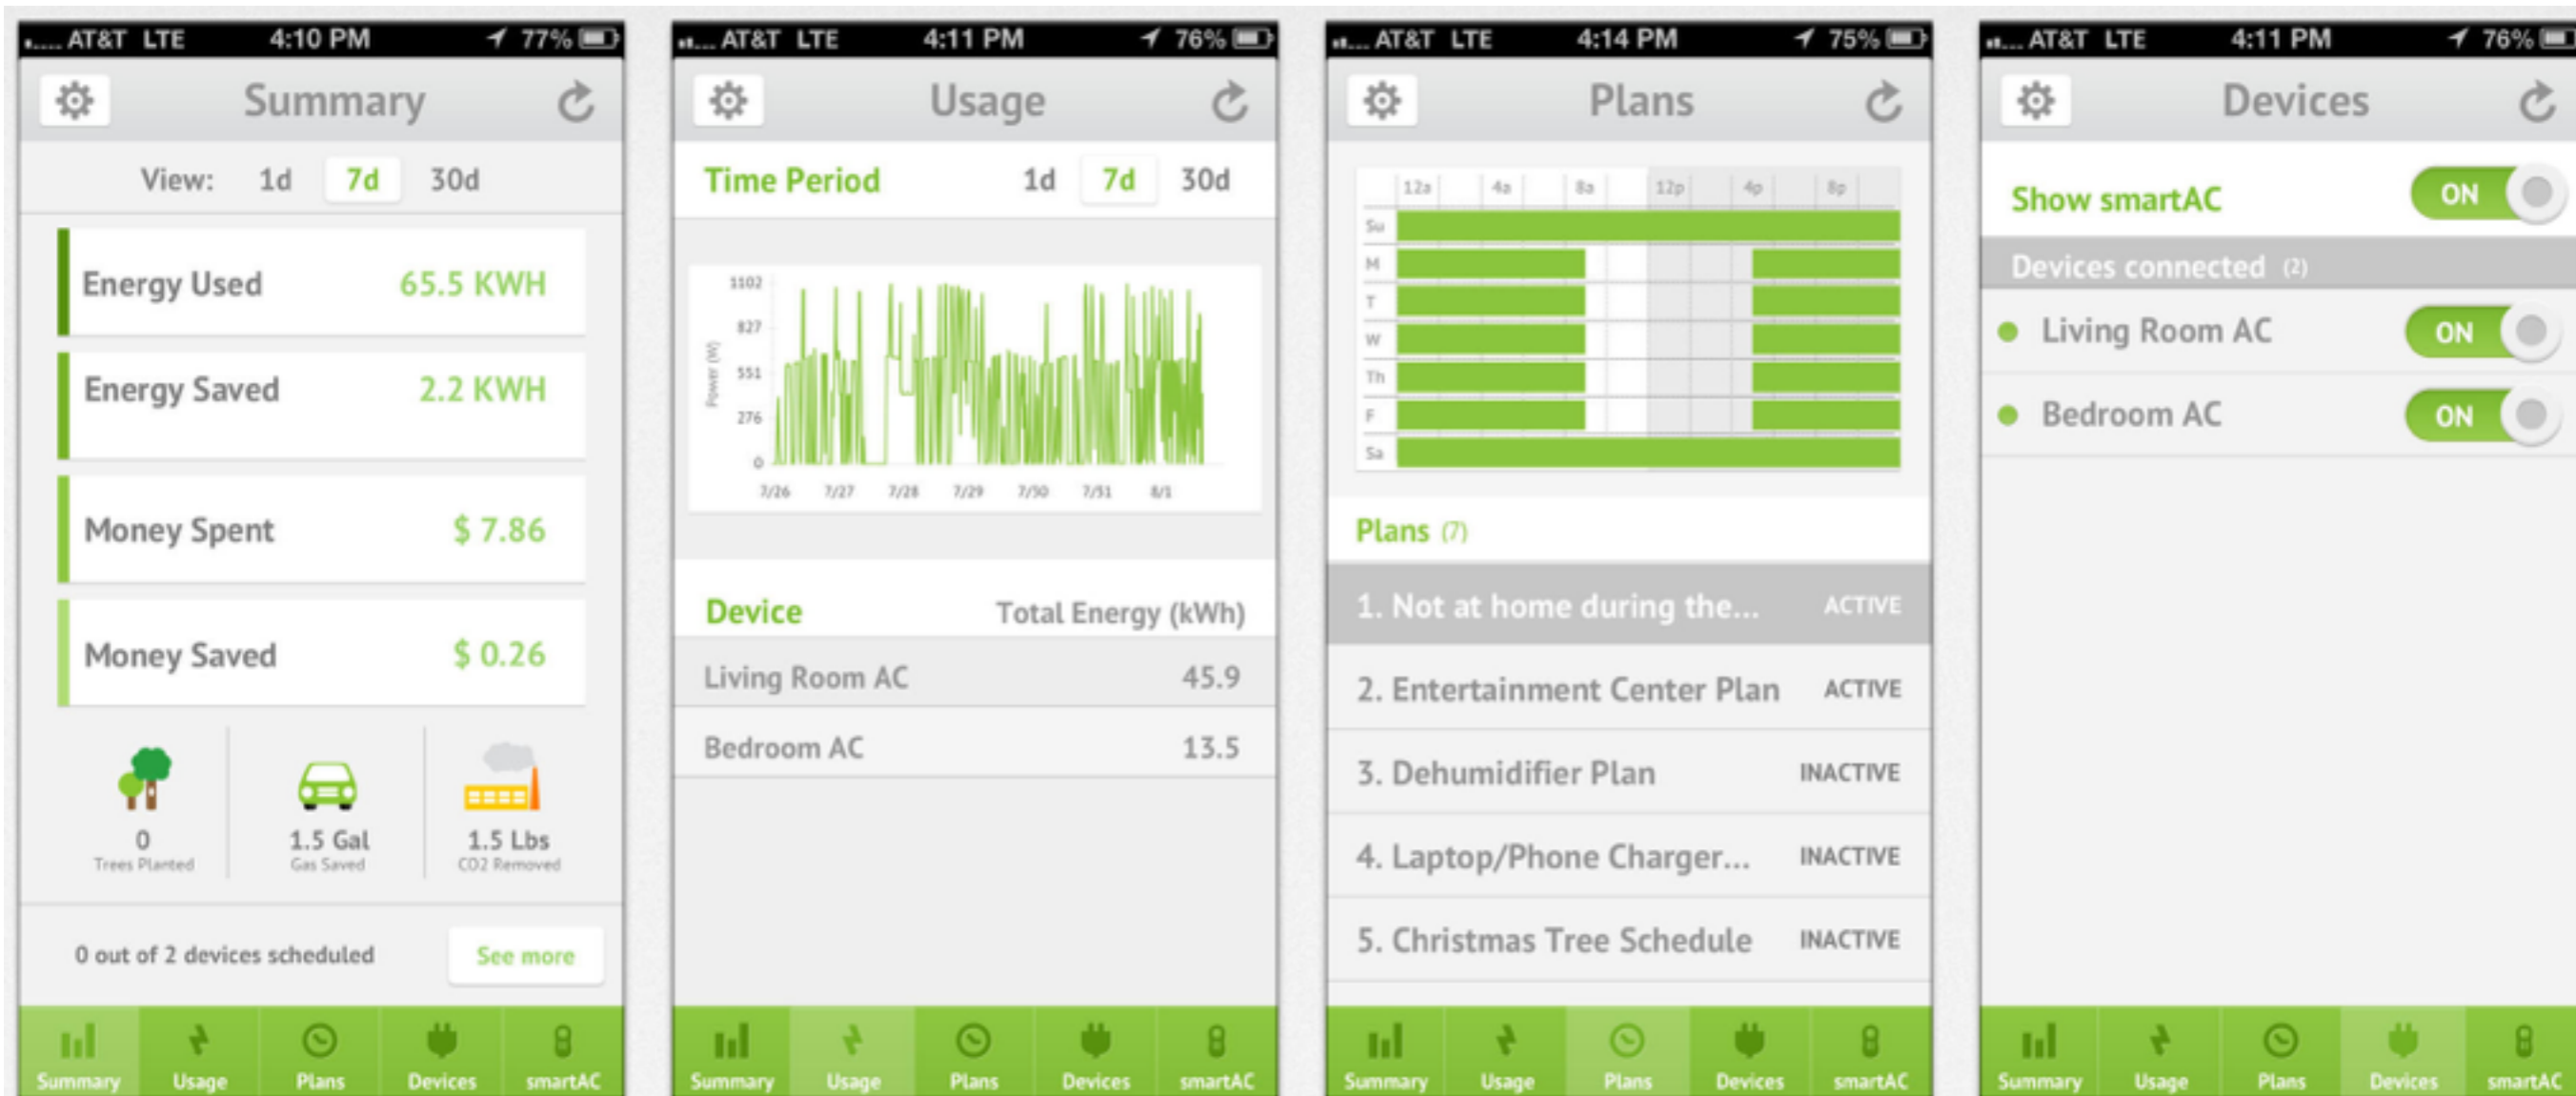 AT&T LTE 4:10 PM 77%
Summary
View: 1d 7d 30d
Energy Used 65.5 KWH
Energy Saved 2.2 KWH
Money Spent $ 7.86
Money Saved $ 0.26
0 1.5 Gal 1.5 Lbs
Trees Planted Gas Saved CO2 Removed
0 out of 2 devices scheduled See more
Summary Usage Plans Devices smartAC
AT&T LTE 4:11 PM 76%
Usage
Time Period 1d 7d 30d
1102
827
551
276
0
Power (W)
7/26 7/27 7/28 7/29 7/30 7/31 8/1
Device Total Energy (kWh)
Living Room AC 45.9
Bedroom AC 13.5
Summary Usage Plans Devices smartAC
AT&T LTE 4:14 PM 75%
Plans
12a 4a 8a 12p 4p 8p
Su
M
T
W
Th
F
Sa
Plans (7)
1. Not at home during the... ACTIVE
2. Entertainment Center Plan ACTIVE
3. Dehumidifier Plan INACTIVE
4. Laptop/Phone Charger... INACTIVE
5. Christmas Tree Schedule INACTIVE
Summary Usage Plans Devices smartAC
AT&T LTE 4:11 PM 76%
Devices
Show smartAC ON
Devices connected (2)
Living Room AC ON
Bedroom AC ON
Summary Usage Plans Devices smartAC